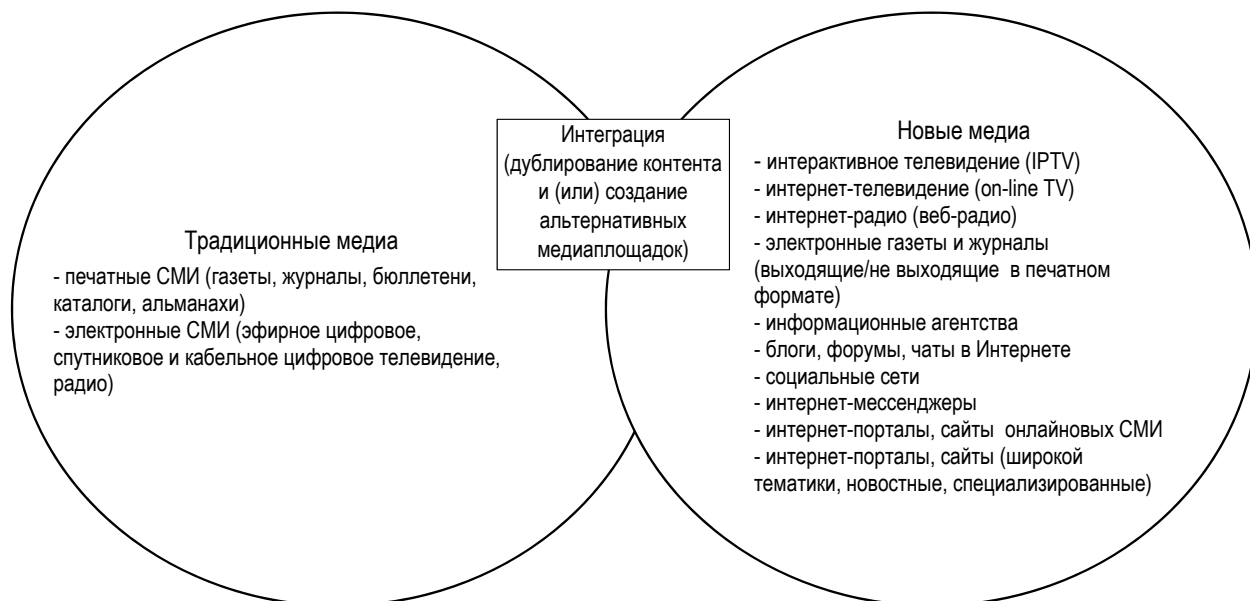 Традиционные медиа
- печатные СМИ (газеты, журналы, бюллетени,
каталоги, альманахи)
- электронные СМИ (эфирное цифровое,
спутниковое и кабельное цифровое телевидение,
радио)
Интеграция
(дублирование контента
и (или) создание
альтернативных
медиаплощадок)
Новые медиа
- интерактивное телевидение (IPTV)
- интернет-телевидение (on-line TV)
- интернет-радио (веб-радио)
- электронные газеты и журналы
(выходящие/не выходящие в печатном
формате)
- информационные агентства
- блоги, форумы, чаты в Интернете
- социальные сети
- интернет-мессенджеры
- интернет-порталы, сайты онлайновых СМИ
- интернет-порталы, сайты (широкой
тематики, новостные, специализированные)